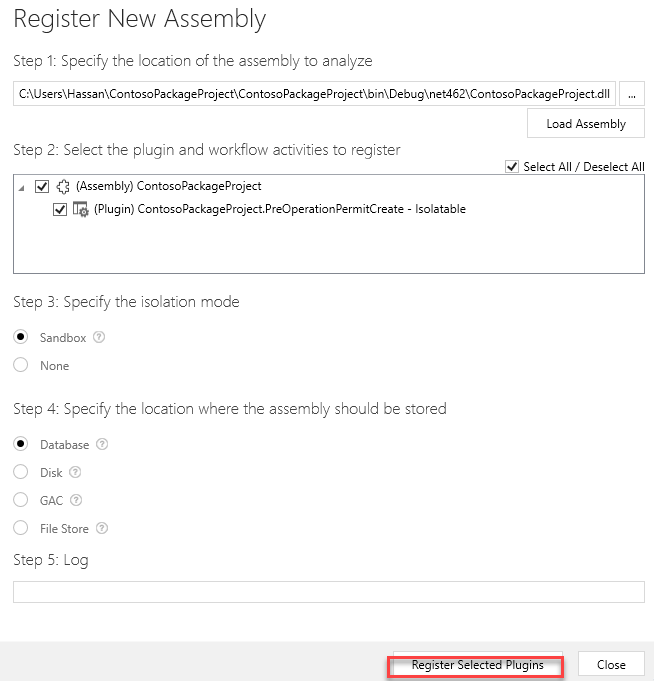 Register New Assembly
Step 1: Specify the location of the assembly to analyze
C:\Users\Hassan\ContosoPackageProject\ContosoPackageProject\bin\Debug\net462\ContosoPackageProject.dll ...
Load Assembly
Step 2: Select the plugin and workflow activities to register
Select All / Deselect All
(Assembly) ContosoPackageProject
(Plugin) ContosoPackageProject.PreOperationPermitCreate - Isolatable
Step 3: Specify the isolation mode
Sandbox ?
None
Step 4: Specify the location where the assembly should be stored
Database ?
Disk ?
GAC ?
File Store ?
Step 5: Log
Register Selected Plugins Close